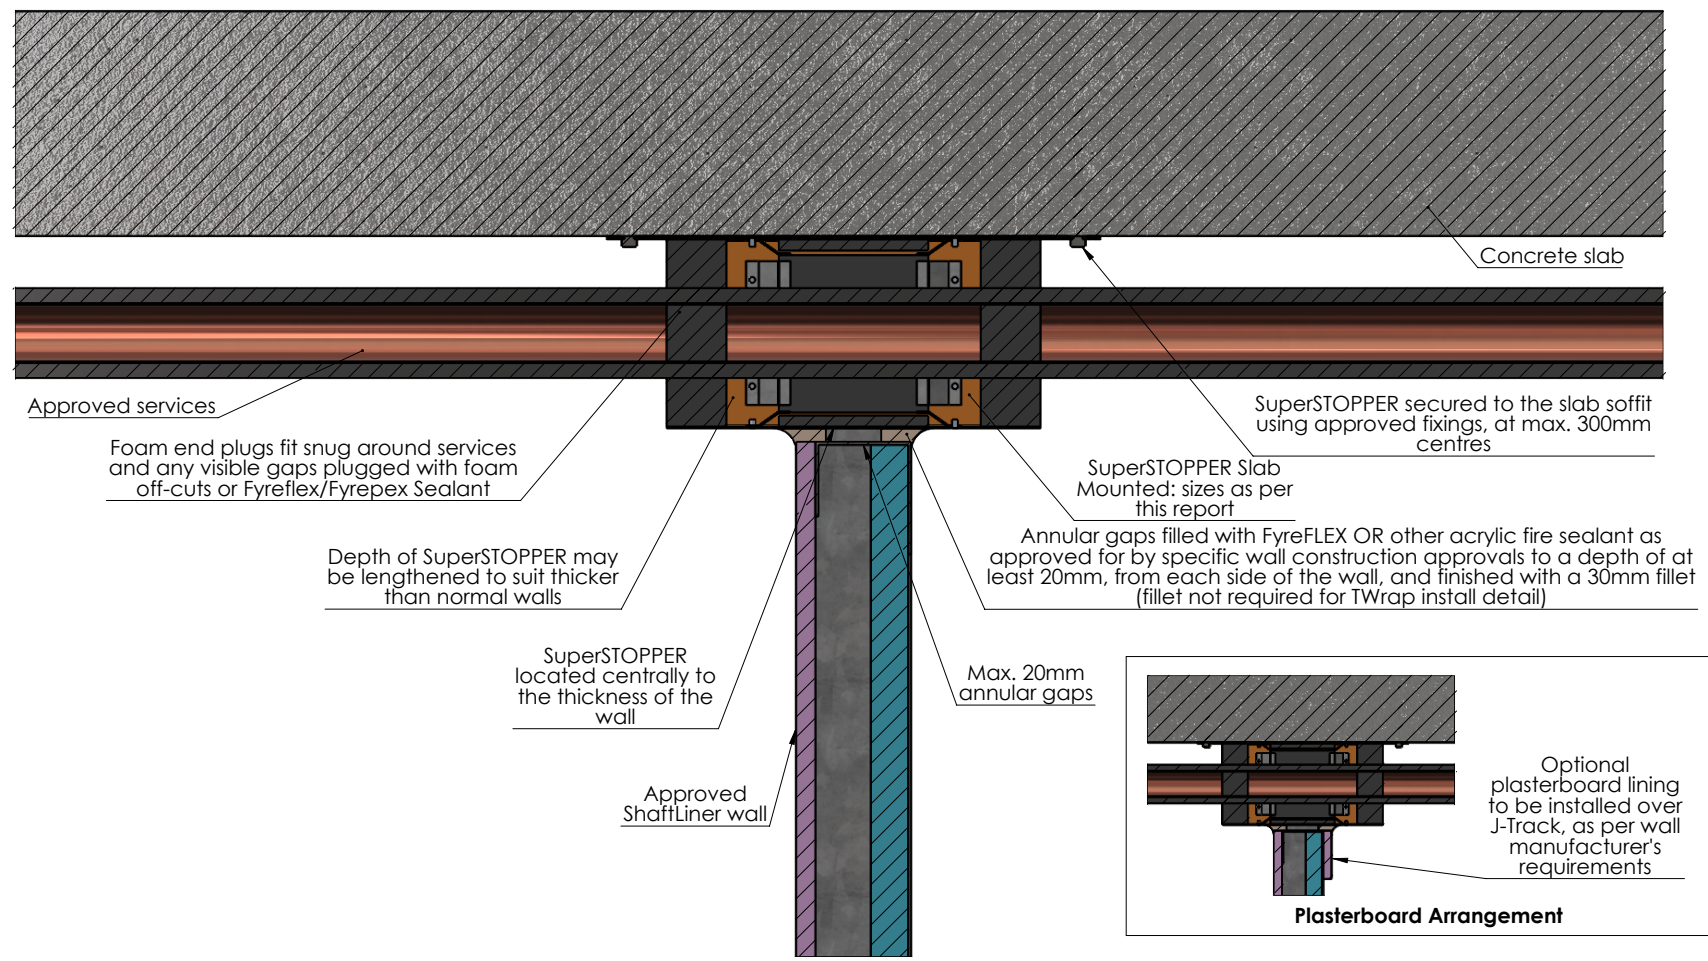 Concrete slab
Approved services
Foam end plugs fit snug around services
and any visible gaps plugged with foam
off-cuts or Fyreflex/Fyrepex Sealant
SuperSTOPPER secured to the slab soffit
using approved fixings, at max. 300mm
centres
SuperSTOPPER Slab
Mounted: sizes as per
this report
Annular gaps filled with FyreFLEX OR other acrylic fire sealant as
approved for by specific wall construction approvals to a depth of at
least 20mm, from each side of the wall, and finished with a 30mm fillet
(fillet not required for TWrap install detail)
Depth of SuperSTOPPER may
be lengthened to suit thicker
than normal walls
SuperSTOPPER
located centrally to
the thickness of the
wall
Max. 20mm
annular gaps
Approved
ShaftLiner wall
Optional
plasterboard lining
to be installed over
J-Track, as per wall
manufacturer's
requirements
Plasterboard Arrangement